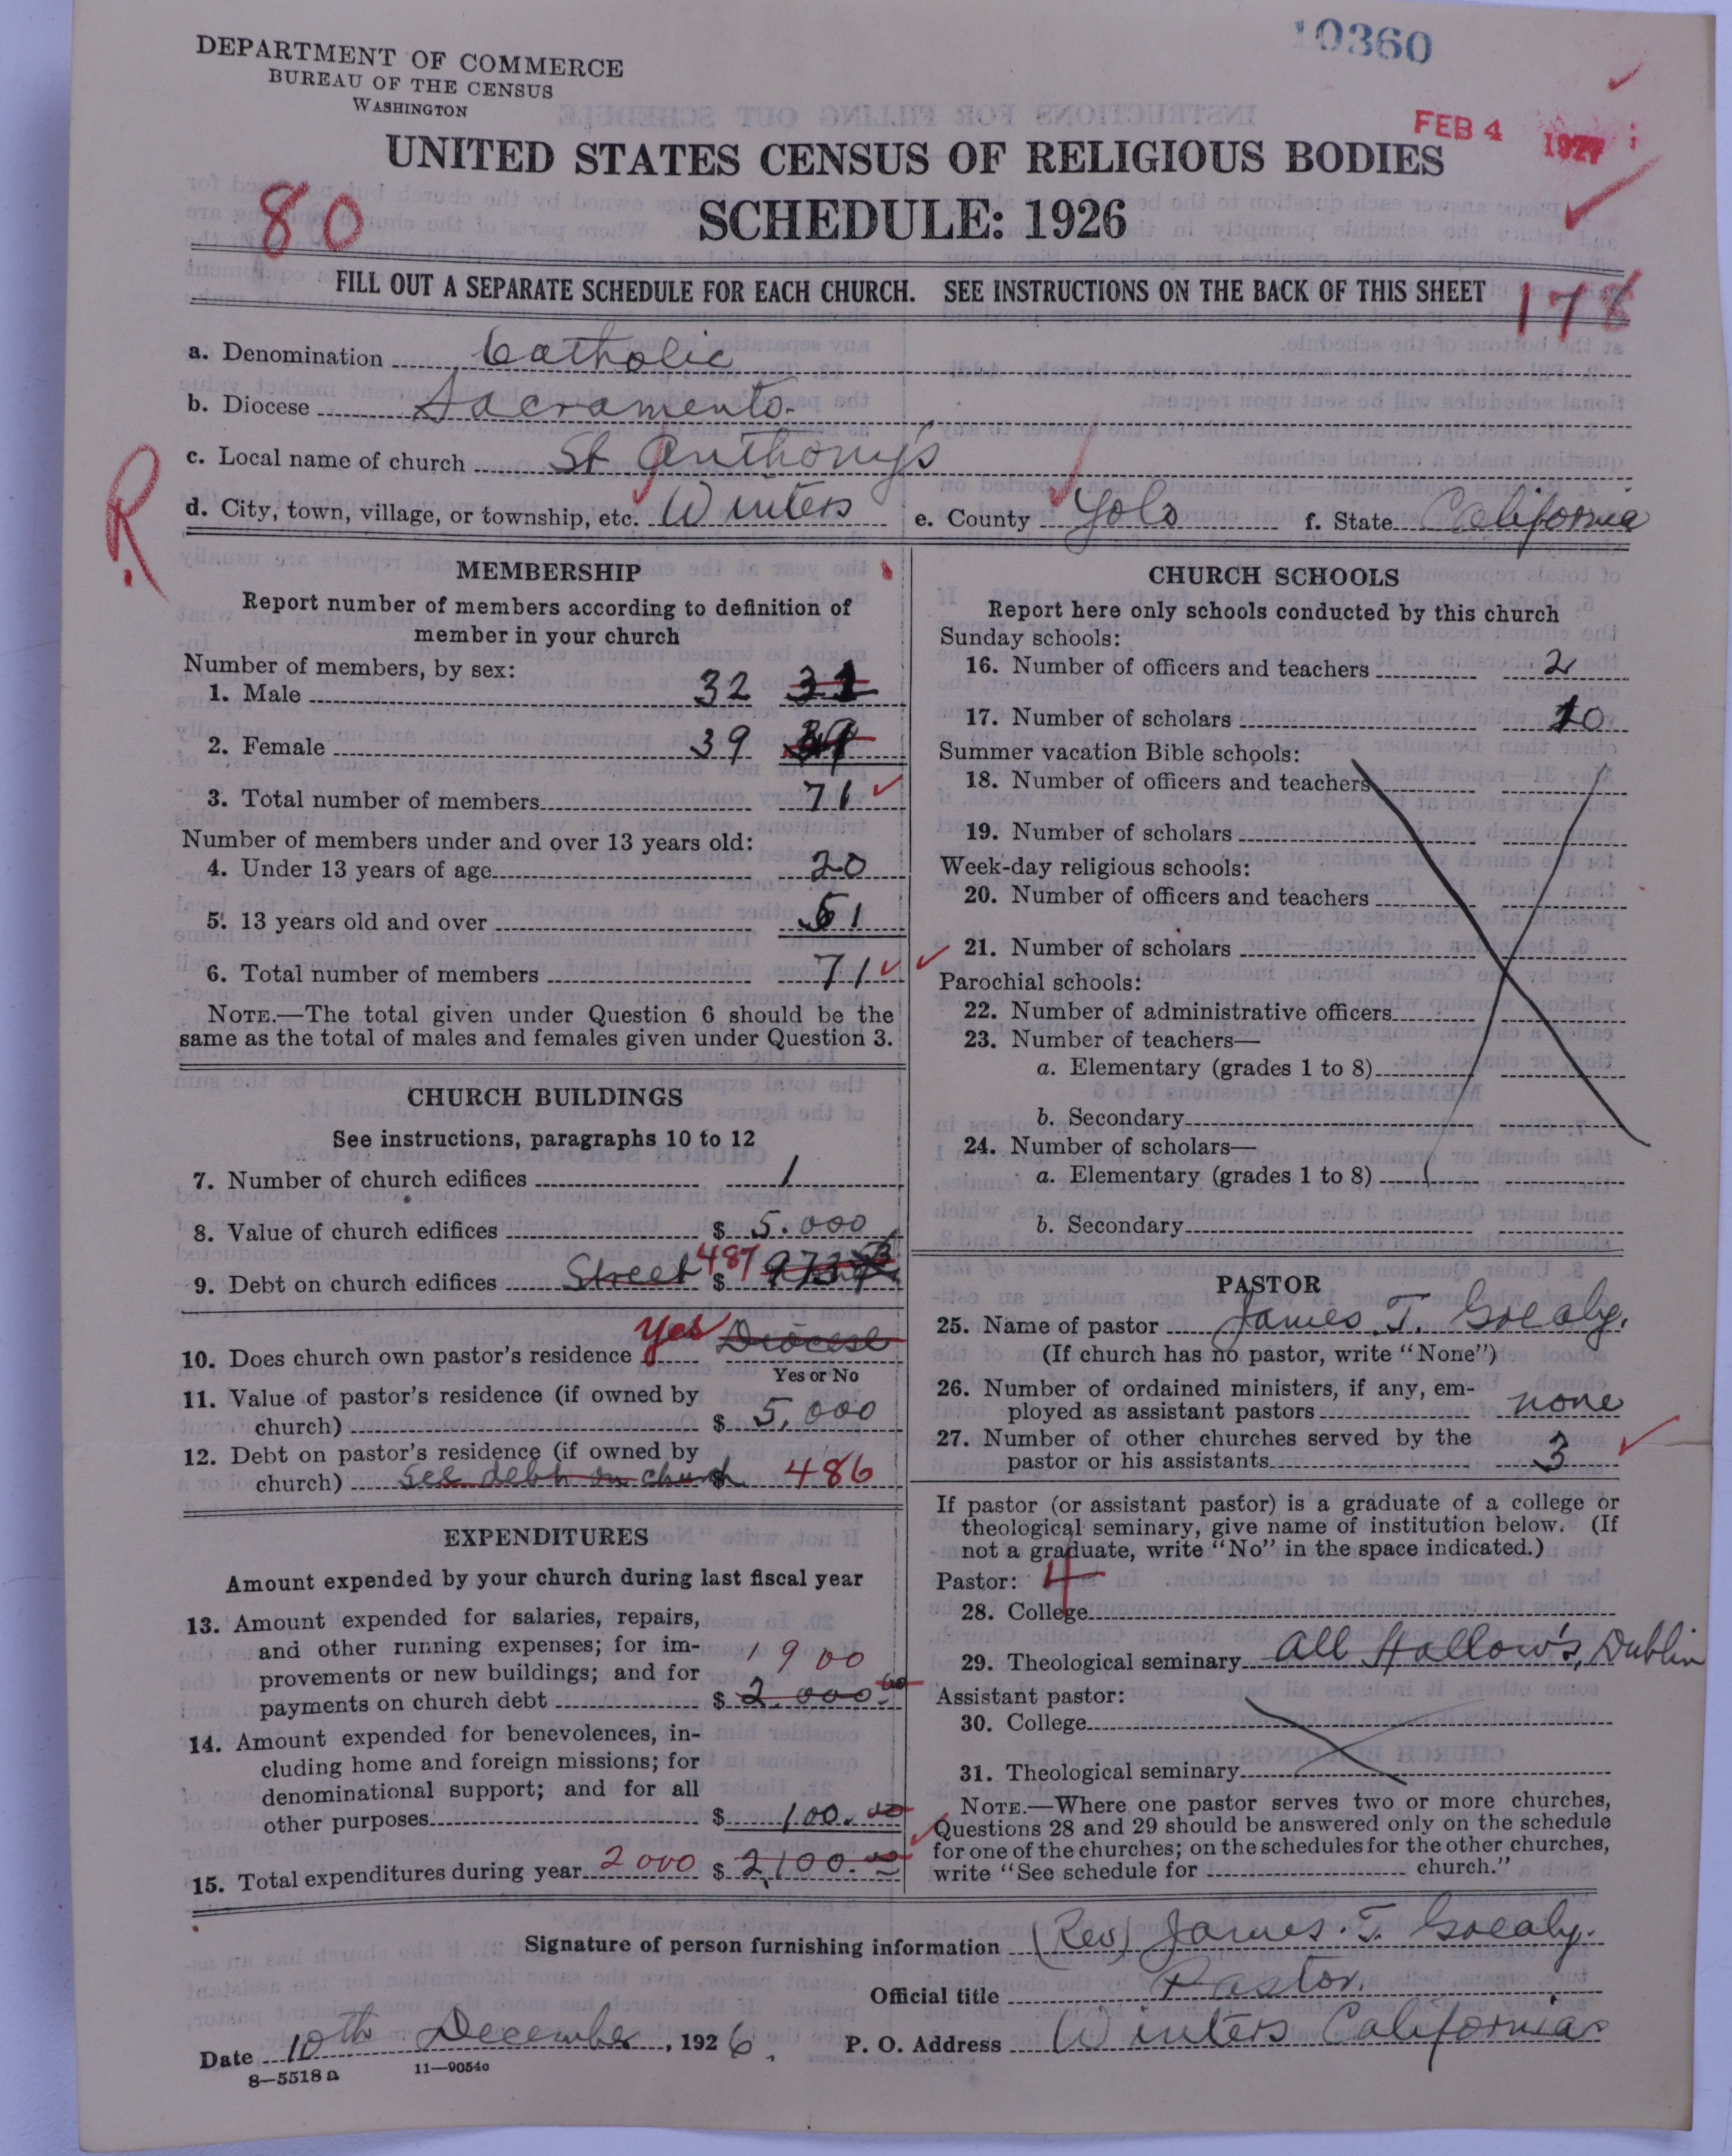 10360
DEPARTMENT OF COMMERCE
BUREAU OF THE CENSUS
WASHINGTON
FEB 4 1927
UNITED STATES CENSUS OF RELIGIOUS BODIES
80
SCHEDULE: 1926
FILL OUT A SEPARATE SCHEDULE FOR EACH CHURCH. SEE INSTRUCTIONS ON THE BACK OF THIS SHEET
178
a. Denomination Catholic
b. Diocese Sacramento.
c. Local name of church St Anthony's
R
d. City, town, village, or township, etc. Winters e. County Yolo f. State California
MEMBERSHIP
Report number of members according to definition of
member in your church
Number of members, by sex:
1. Male 32 31
2. Female 39
3. Total number of members 71
Number of members under and over 13 years old:
4. Under 13 years of age 20
5. 13 years old and over 51
6. Total number of members 71
NOTE.—The total given under Question 6 should be the
same as the total of males and females given under Question 3.
CHURCH BUILDINGS
See instructions, paragraphs 10 to 12
7. Number of church edifices 1
8. Value of church edifices $ 5.000
9. Debt on church edifices Street $ 487
10. Does church own pastor's residence Yes Diocese
Yes or No
11. Value of pastor's residence (if owned by
church) $ 5,000
12. Debt on pastor's residence (if owned by
church) See debt on church $ 486
EXPENDITURES
Amount expended by your church during last fiscal year
13. Amount expended for salaries, repairs,
and other running expenses; for im-
provements or new buildings; and for 1900
payments on church debt $ 2.000.00
14. Amount expended for benevolences, in-
cluding home and foreign missions; for
denominational support; and for all
other purposes $ 100.00
15. Total expenditures during year 2000 $ 2,100.00
CHURCH SCHOOLS
Report here only schools conducted by this church
Sunday schools:
16. Number of officers and teachers 2
17. Number of scholars 10
Summer vacation Bible schools:
18. Number of officers and teachers
19. Number of scholars
Week-day religious schools:
20. Number of officers and teachers
21. Number of scholars
Parochial schools:
22. Number of administrative officers
23. Number of teachers—
a. Elementary (grades 1 to 8)
b. Secondary
24. Number of scholars—
a. Elementary (grades 1 to 8)
b. Secondary
PASTOR
25. Name of pastor James. T. Grealy.
(If church has no pastor, write "None")
26. Number of ordained ministers, if any, em-
ployed as assistant pastors none
27. Number of other churches served by the
pastor or his assistants 3
If pastor (or assistant pastor) is a graduate of a college or
theological seminary, give name of institution below. (If
not a graduate, write "No" in the space indicated.)
Pastor: 4
28. College
29. Theological seminary All Hallow's, Dublin
Assistant pastor:
30. College
31. Theological seminary
NOTE.—Where one pastor serves two or more churches,
Questions 28 and 29 should be answered only on the schedule
for one of the churches; on the schedules for the other churches,
write "See schedule for church."
Signature of person furnishing information (Rev) James. T. Grealy.
Official title Pastor.
Date 10th December, 1926. P. O. Address Winters California
8—5518a 11—9054c